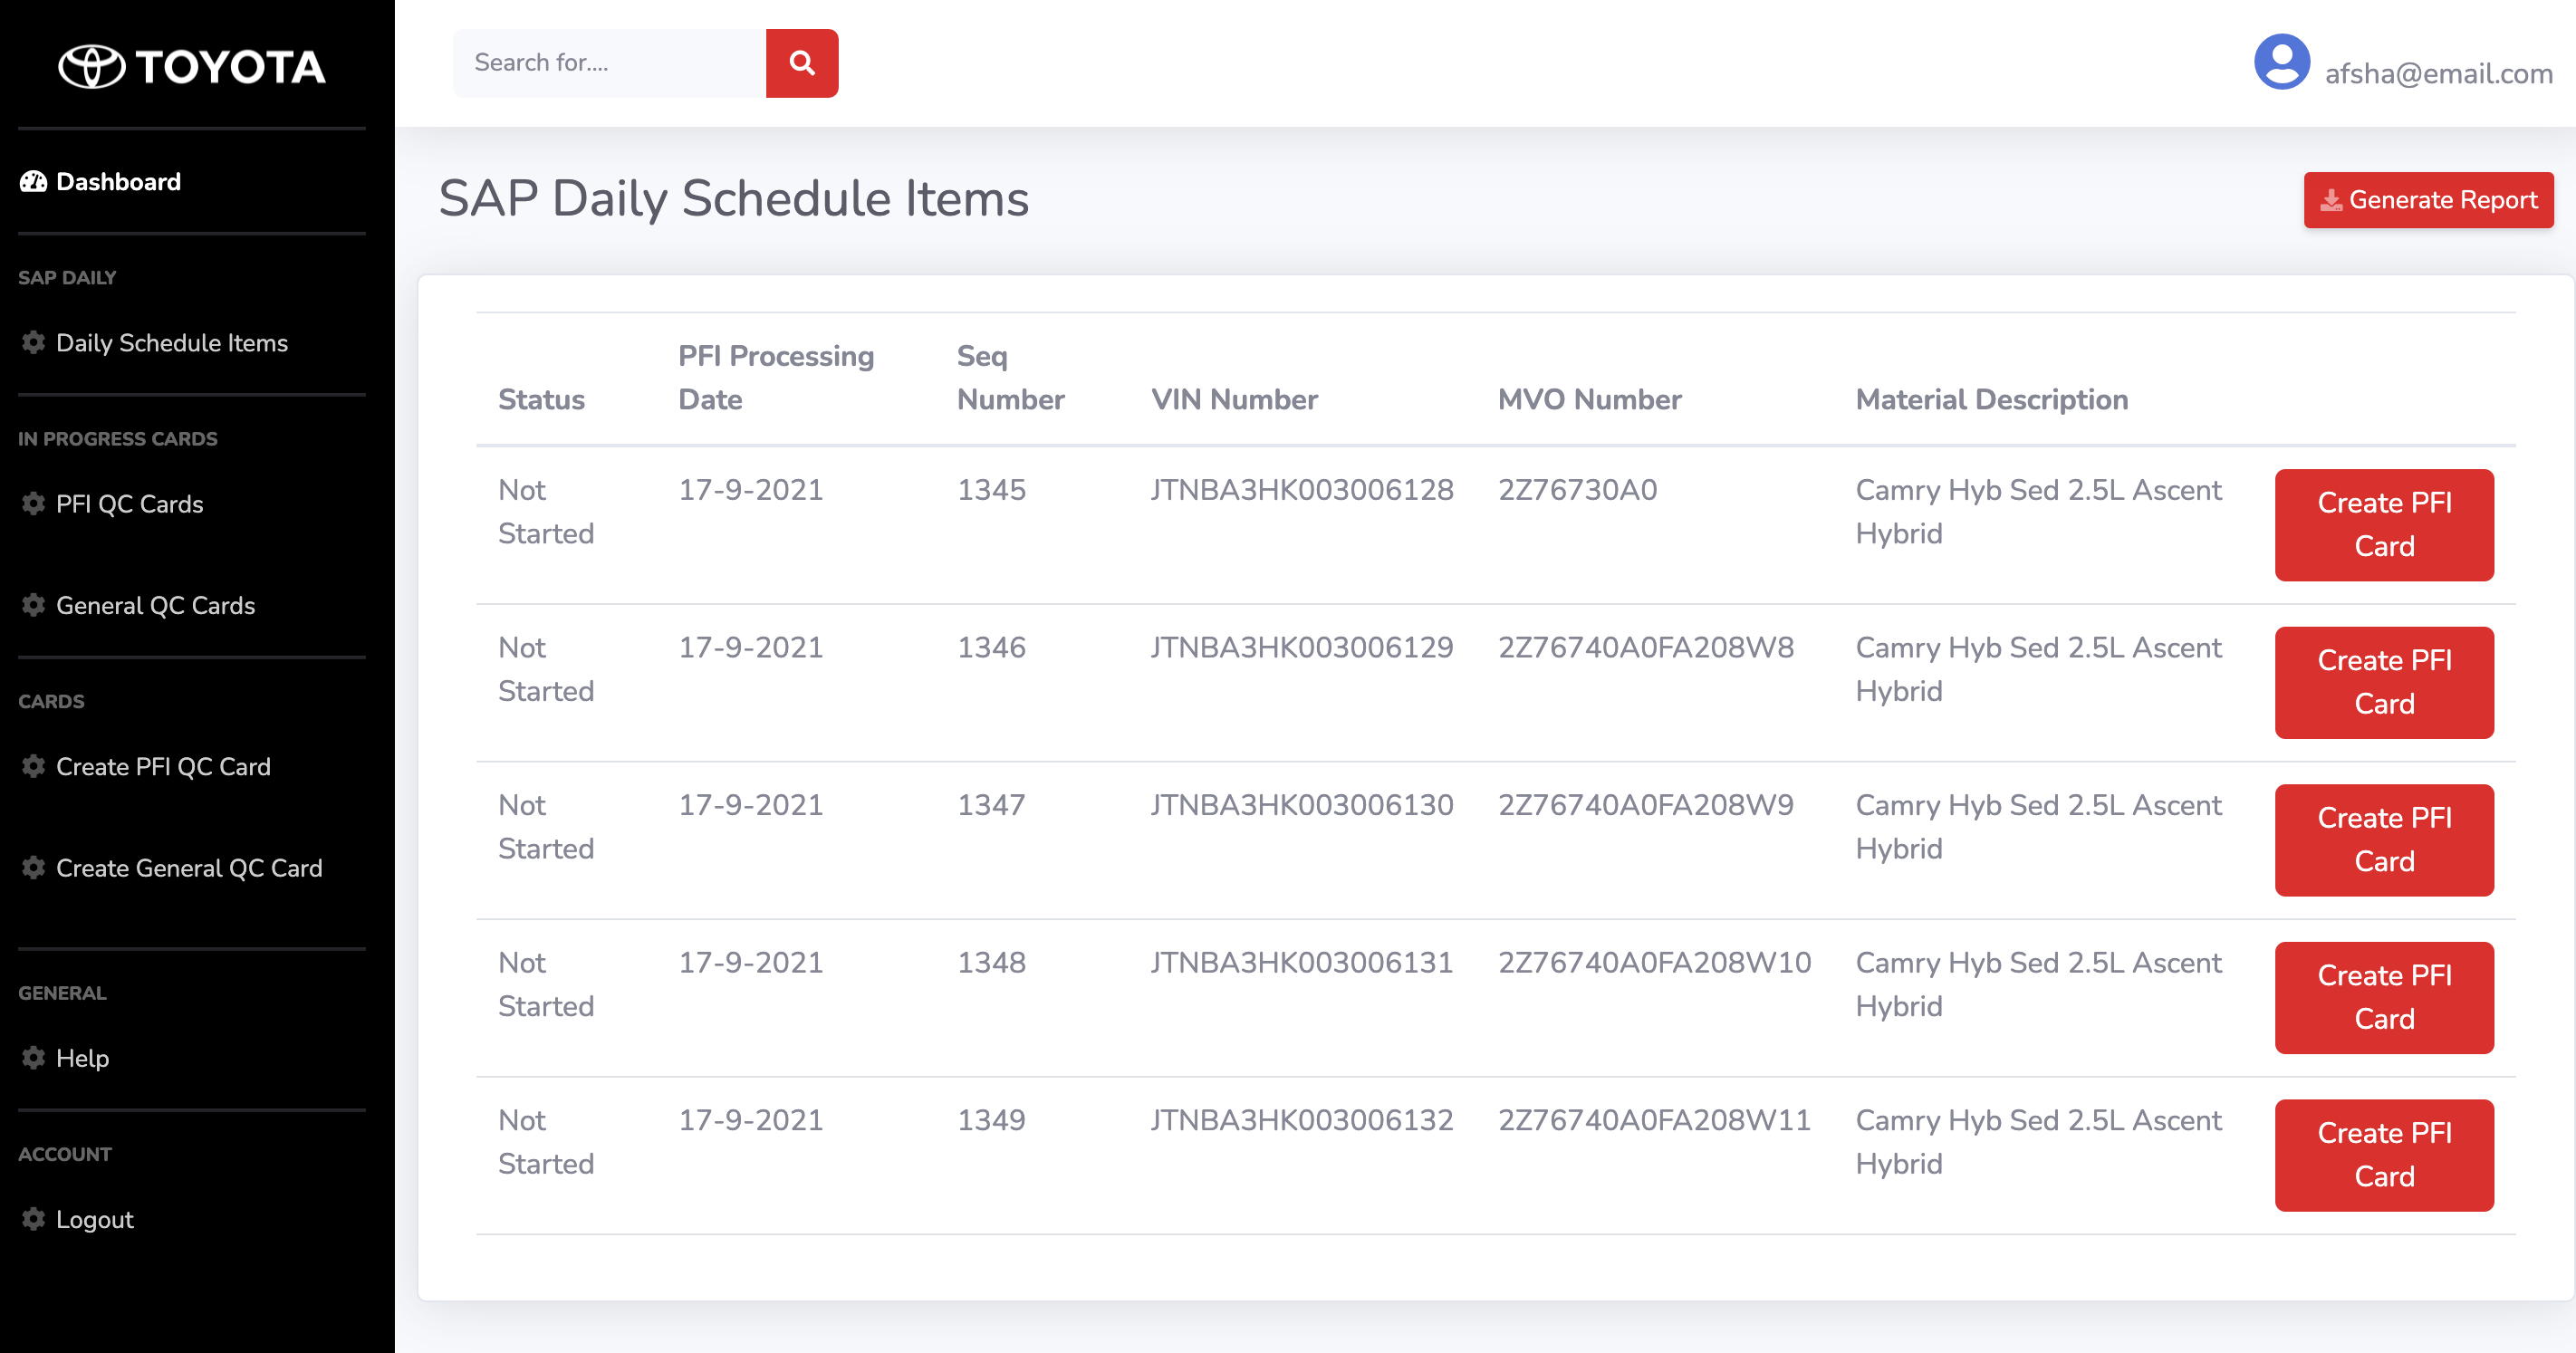 TOYOTA
Search for....
afsha@email.com
Dashboard
SAP DAILY
Daily Schedule Items
IN PROGRESS CARDS
PFI QC Cards
General QC Cards
CARDS
Create PFI QC Card
Create General QC Card
GENERAL
Help
ACCOUNT
Logout
SAP Daily Schedule Items
Generate Report
Status PFI Processing Date Seq Number VIN Number MVO Number Material Description
Not Started 17-9-2021 1345 JTNBA3HK003006128 2Z76730A0 Camry Hyb Sed 2.5L Ascent Hybrid Create PFI Card
Not Started 17-9-2021 1346 JTNBA3HK003006129 2Z76740A0FA208W8 Camry Hyb Sed 2.5L Ascent Hybrid Create PFI Card
Not Started 17-9-2021 1347 JTNBA3HK003006130 2Z76740A0FA208W9 Camry Hyb Sed 2.5L Ascent Hybrid Create PFI Card
Not Started 17-9-2021 1348 JTNBA3HK003006131 2Z76740A0FA208W10 Camry Hyb Sed 2.5L Ascent Hybrid Create PFI Card
Not Started 17-9-2021 1349 JTNBA3HK003006132 2Z76740A0FA208W11 Camry Hyb Sed 2.5L Ascent Hybrid Create PFI Card